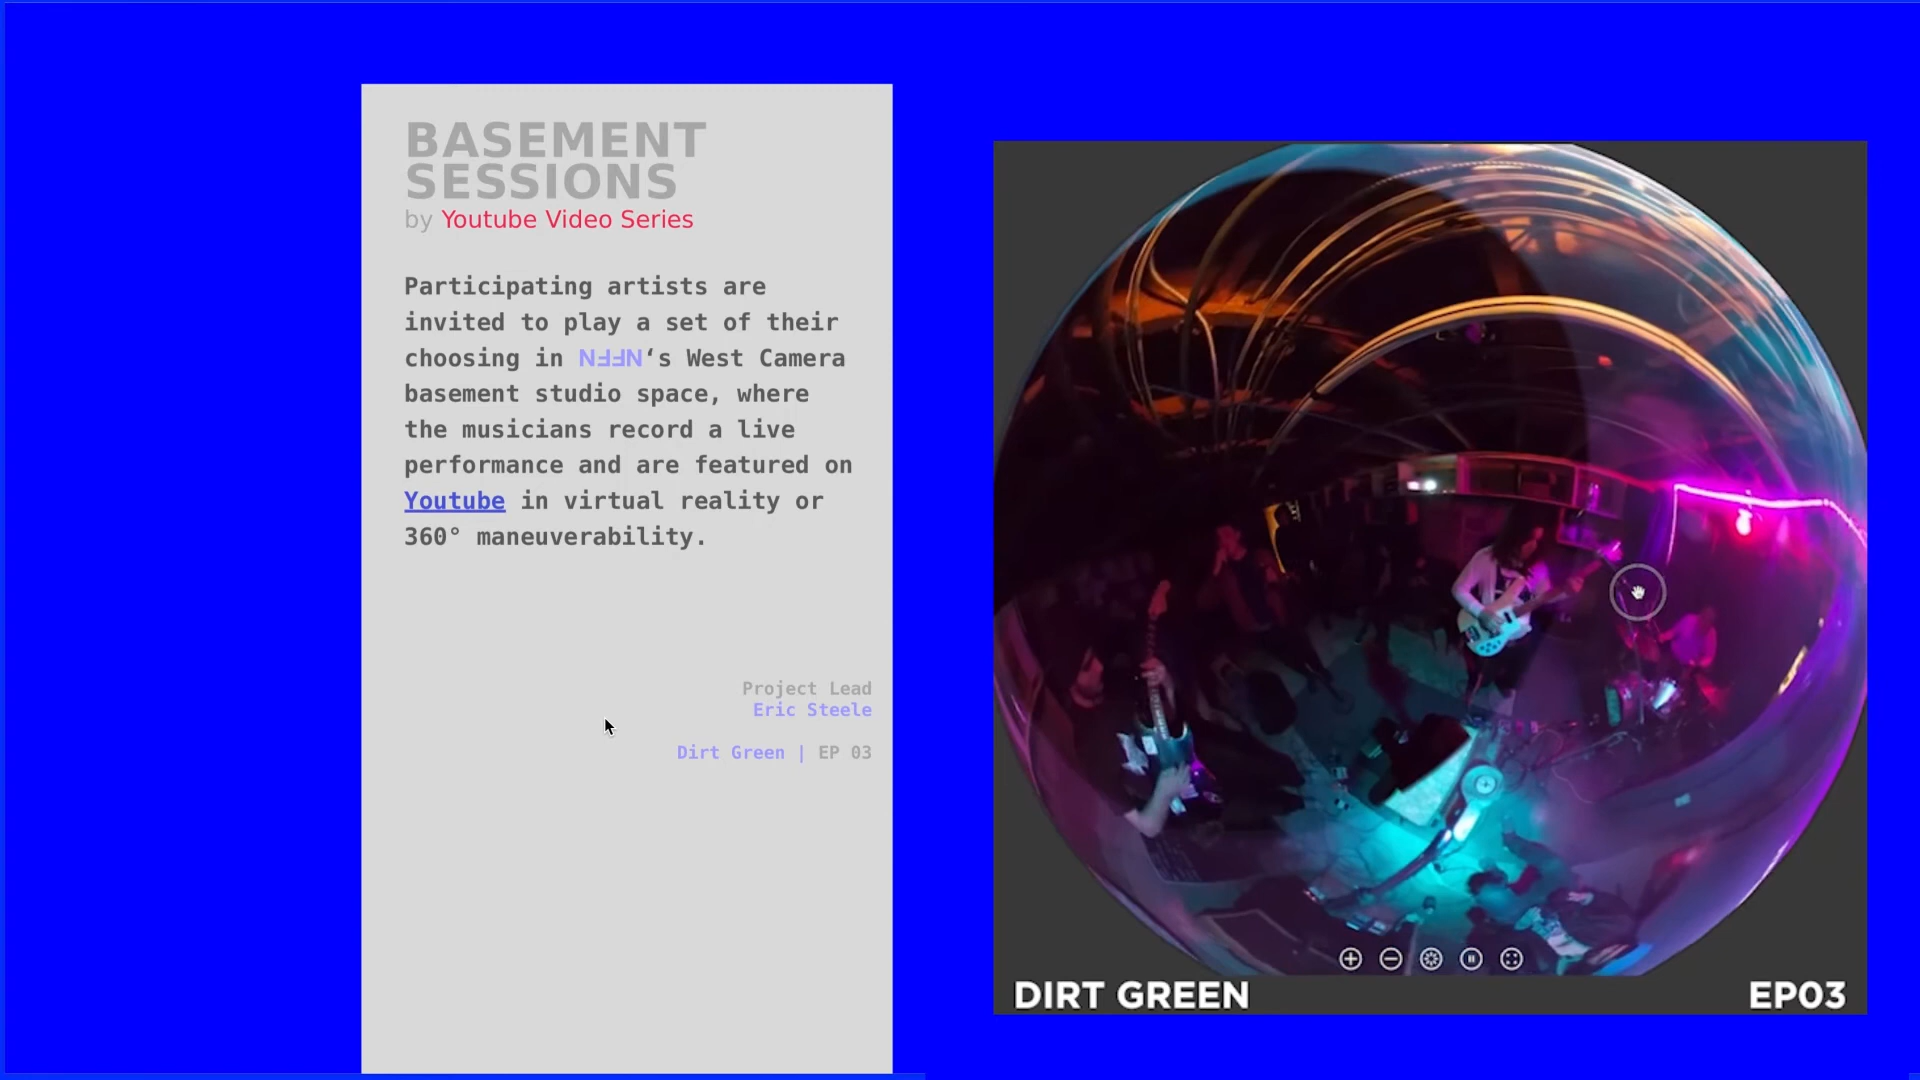 BASEMENT
SESSIONS
by Youtube Video Series
Participating artists are
invited to play a set of their
choosing in NℲℲN‘s West Camera
basement studio space, where
the musicians record a live
performance and are featured on
Youtube in virtual reality or
360° maneuverability.
Project Lead
Eric Steele
Dirt Green | EP 03
DIRT GREEN
EP03